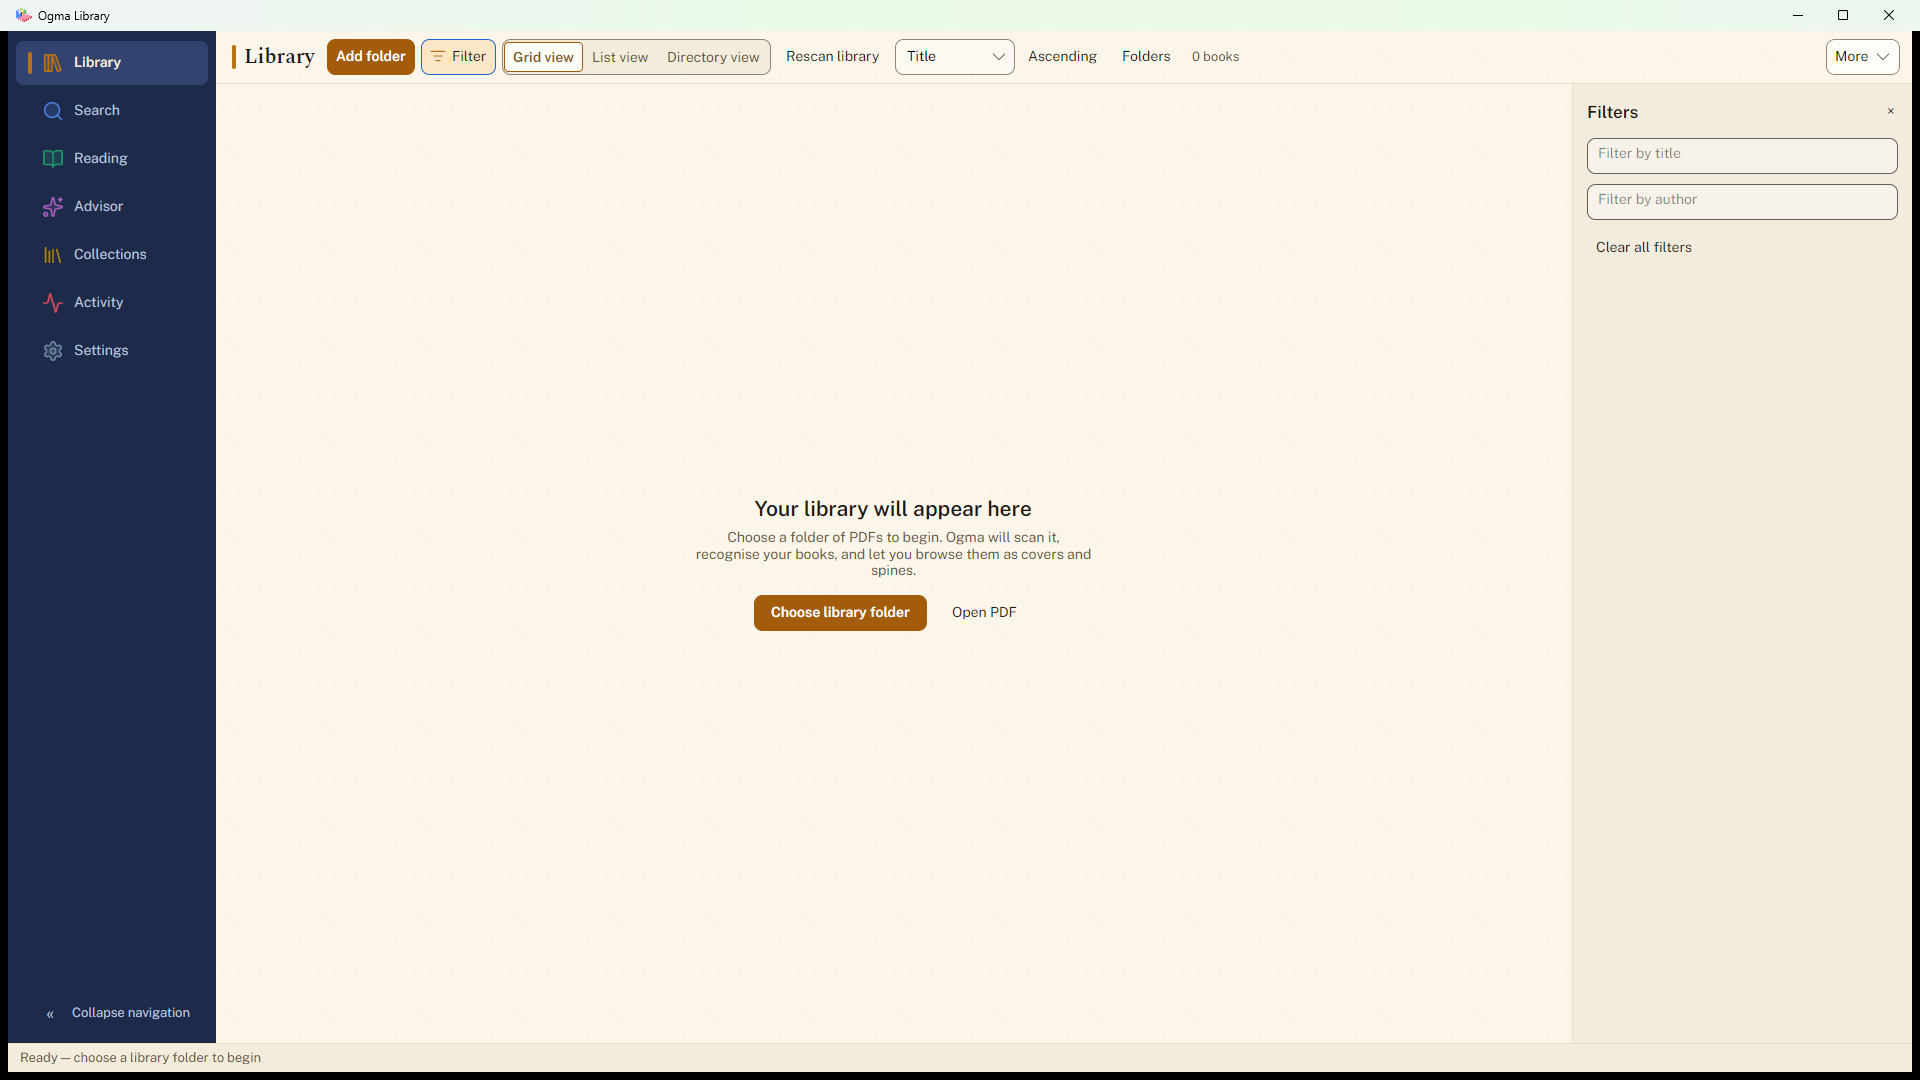 Ogma Library
Library
Search
Reading
Advisor
Collections
Activity
Settings
« Collapse navigation
Library
Add folder
Filter
Grid view
List view
Directory view
Rescan library
Title
Ascending
Folders
0 books
More
Your library will appear here
Choose a folder of PDFs to begin. Ogma will scan it,
recognise your books, and let you browse them as covers and
spines.
Choose library folder
Open PDF
Filters
×
Filter by title
Filter by author
Clear all filters
Ready — choose a library folder to begin